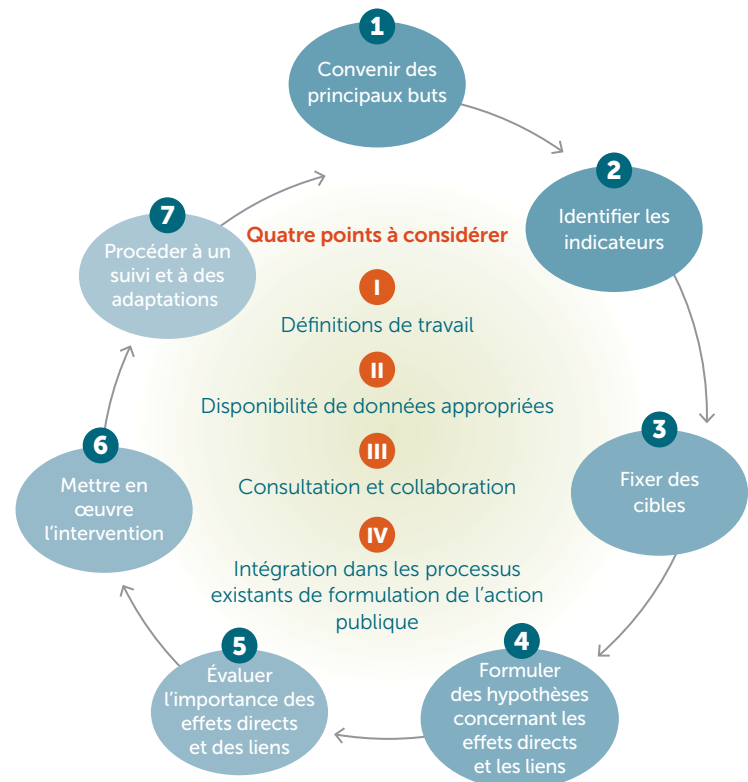 1
Convenir des
principaux buts
2
Identifier les
indicateurs
3
Fixer des
cibles
4
Formuler
des hypothèses
concernant les
effets directs
et les liens
5
Évaluer
l’importance des
effets directs
et des liens
6
Mettre en
œuvre
l’intervention
7
Procéder à un
suivi et à des
adaptations
Quatre points à considérer
I
Définitions de travail
II
Disponibilité de données appropriées
III
Consultation et collaboration
IV
Intégration dans les processus
existants de formulation de l’action
publique